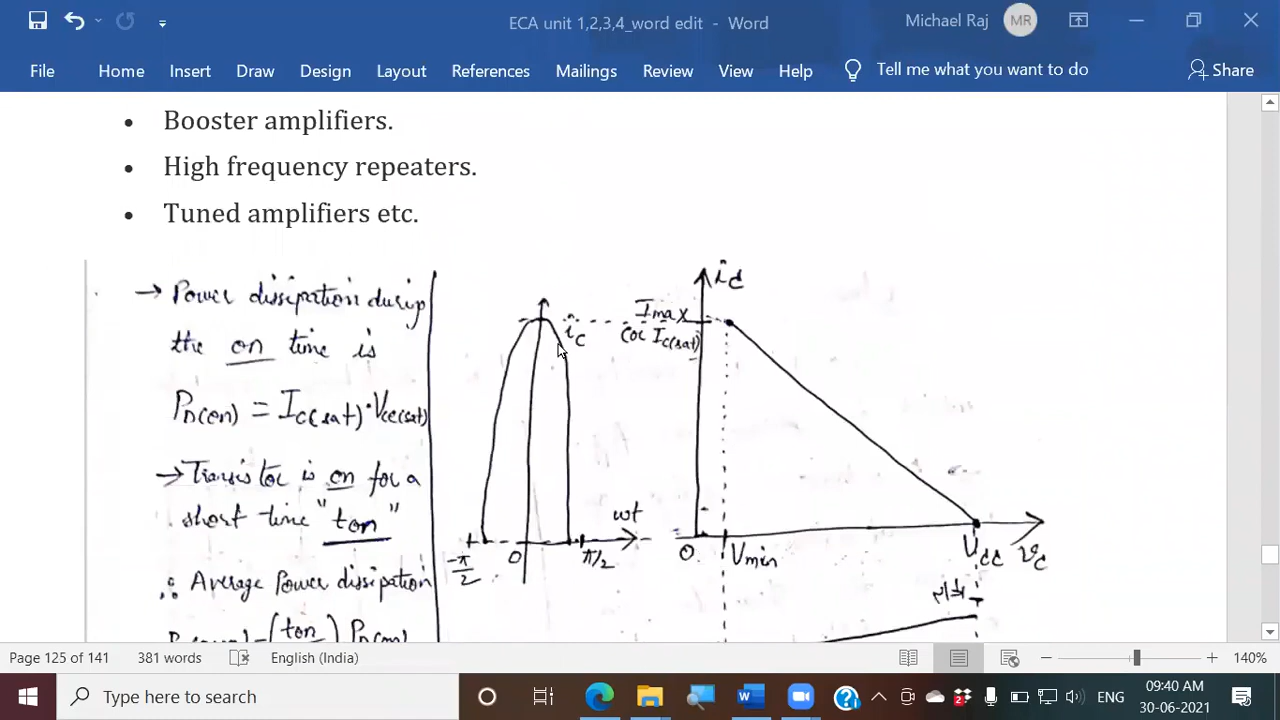 ECA unit 1,2,3,4_word edit - Word
Michael Raj
MR
File Home Insert Draw Design Layout References Mailings Review View Help Tell me what you want to do Share
• Booster amplifiers.
• High frequency repeaters.
• Tuned amplifiers etc.
→ Power dissipation during
the on time is
PD(on) = IC(sat) · VCE(sat)
→ Transistor is on for a
short time "ton"
∴ Average Power dissipation
(ton) PD(on)
ic
ωt
-π/2
0
π/2
ic
Imax
(or IC(sat))
0
Vmin
VCC
vc
Page 125 of 141 381 words English (India) 140%
Type here to search
ENG
09:40 AM
30-06-2021